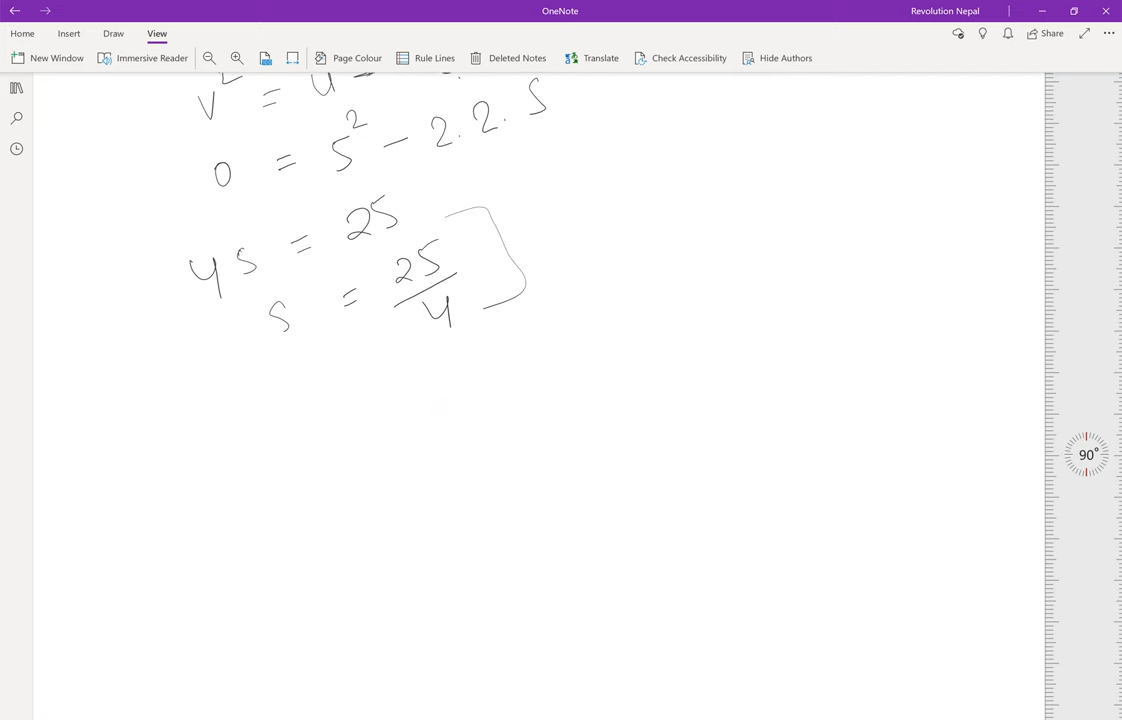 OneNote
Revolution Nepal
Home Insert Draw View
Share
New Window Immersive Reader Page Colour Rule Lines Deleted Notes Translate Check Accessibility Hide Authors
v² = u
0 = 5² - 2.2. S
4s = 25
s = 25/4
90°